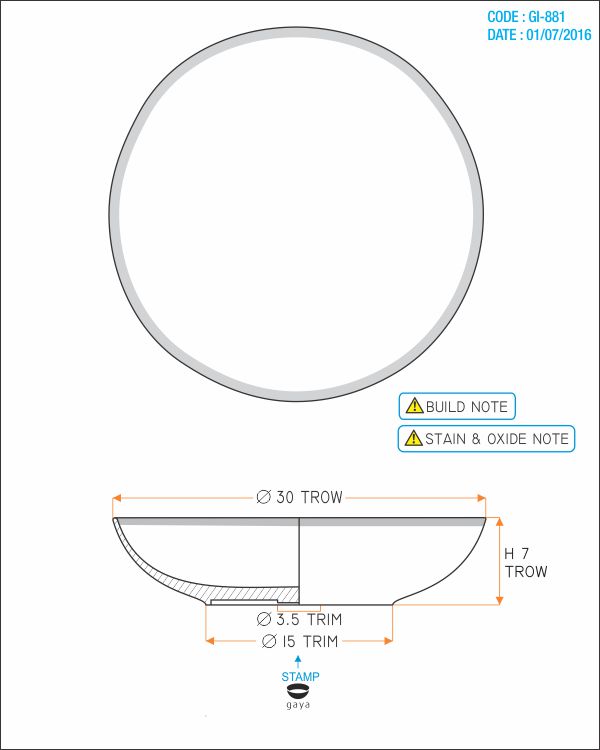 CODE : GI-881
DATE : 01/07/2016
BUILD NOTE
STAIN & OXIDE NOTE
Ø 30 TROW
H 7
TROW
Ø 3.5 TRIM
Ø 15 TRIM
STAMP
gaya